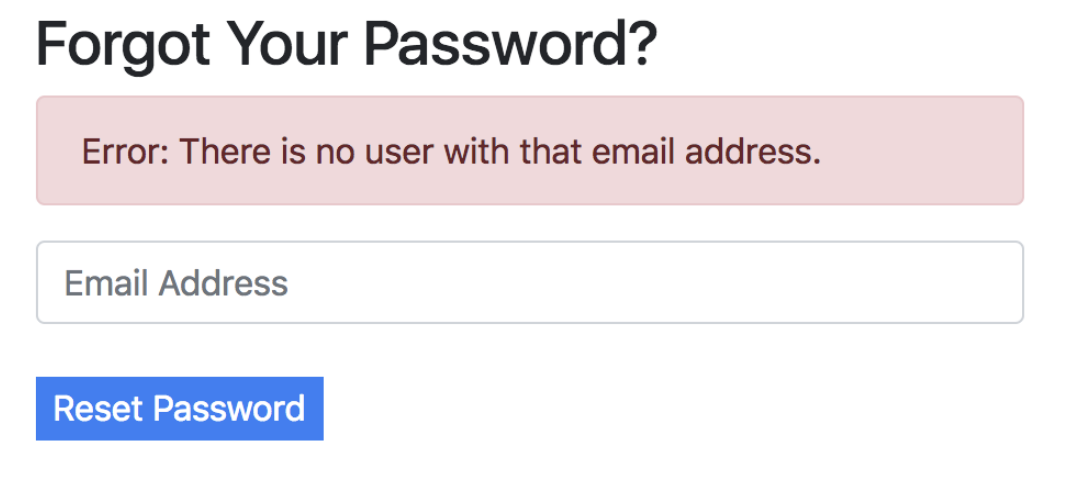 Forgot Your Password?
Error: There is no user with that email address.
Email Address
Reset Password